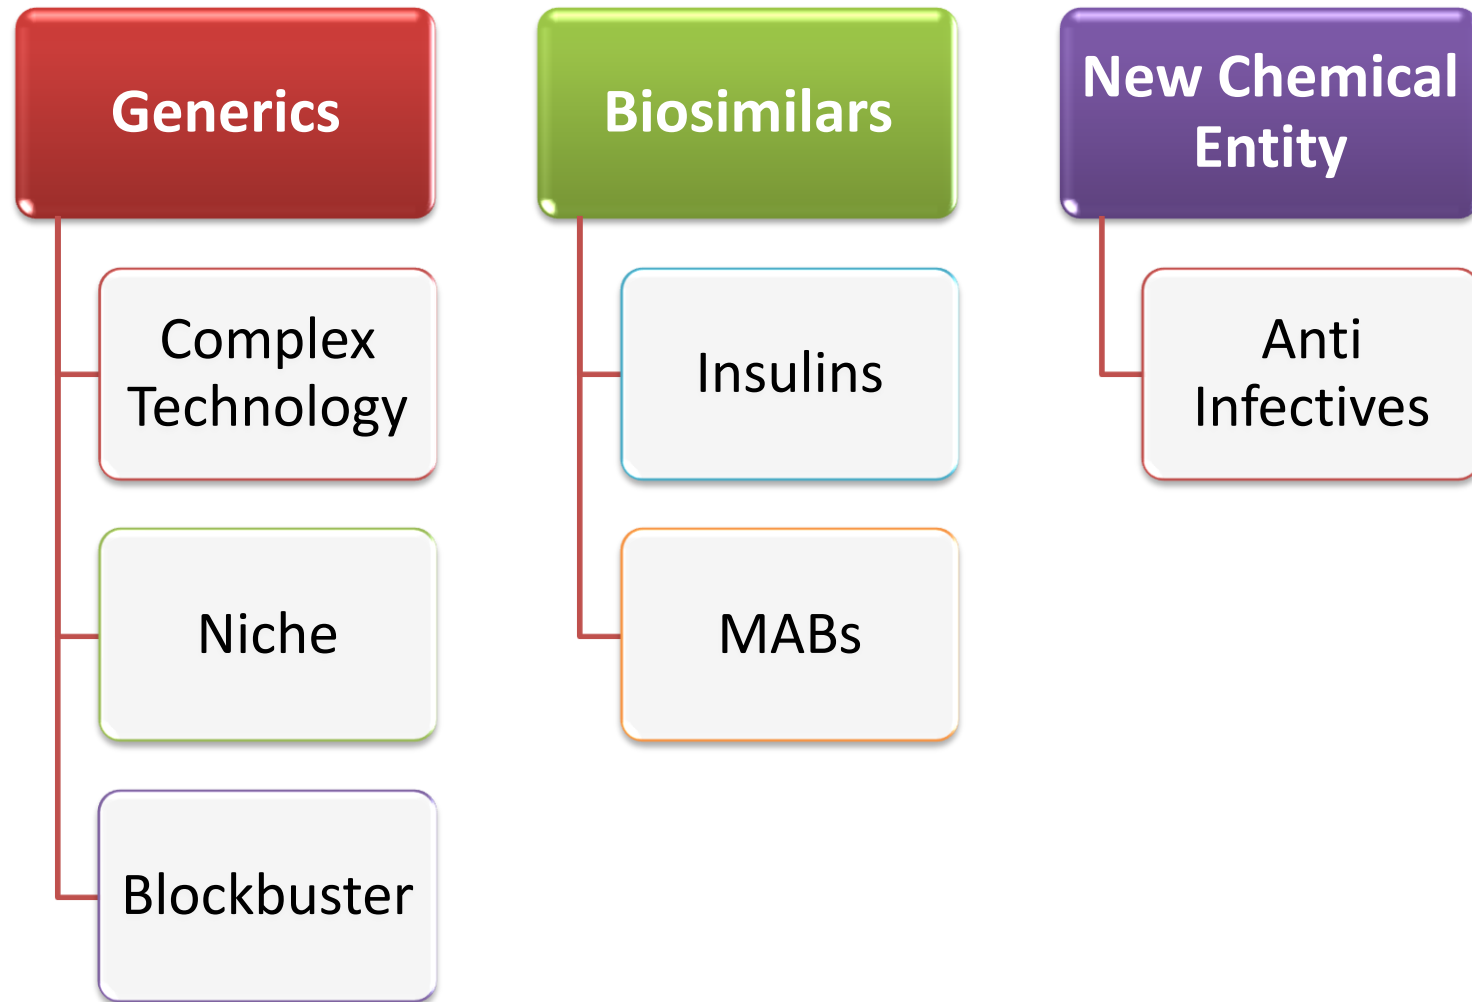 Generics
Complex
Technology
Niche
Blockbuster
Biosimilars
Insulins
MABs
New Chemical
Entity
Anti
Infectives